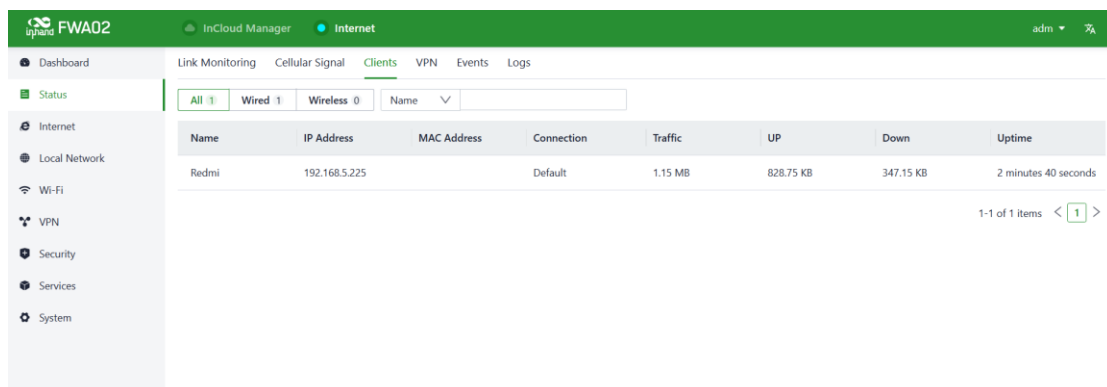 inhand FWA02 InCloud Manager Internet adm
Dashboard
Status
Internet
Local Network
Wi-Fi
VPN
Security
Services
System
Link Monitoring Cellular Signal Clients VPN Events Logs
All 1 Wired 1 Wireless 0 Name
Name IP Address MAC Address Connection Traffic UP Down Uptime
Redmi 192.168.5.225 Default 1.15 MB 828.75 KB 347.15 KB 2 minutes 40 seconds
1-1 of 1 items < 1 >